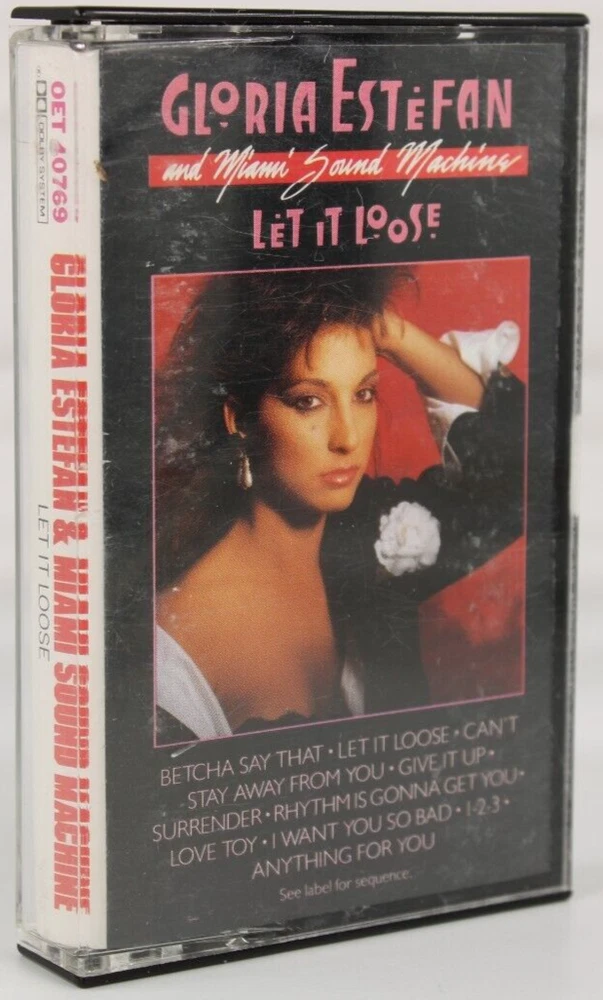 GLORIA ESTEFAN
and Miami Sound Machine
LET IT LOOSE
BETCHA SAY THAT • LET IT LOOSE • CAN'T
STAY AWAY FROM YOU • GIVE IT UP •
SURRENDER • RHYTHM IS GONNA GET YOU •
LOVE TOY • I WANT YOU SO BAD • 1-2-3 •
ANYTHING FOR YOU
See label for sequence.
OET 40769
DOLBY SYSTEM
GLORIA ESTEFAN & MIAMI SOUND MACHINE
LET IT LOOSE